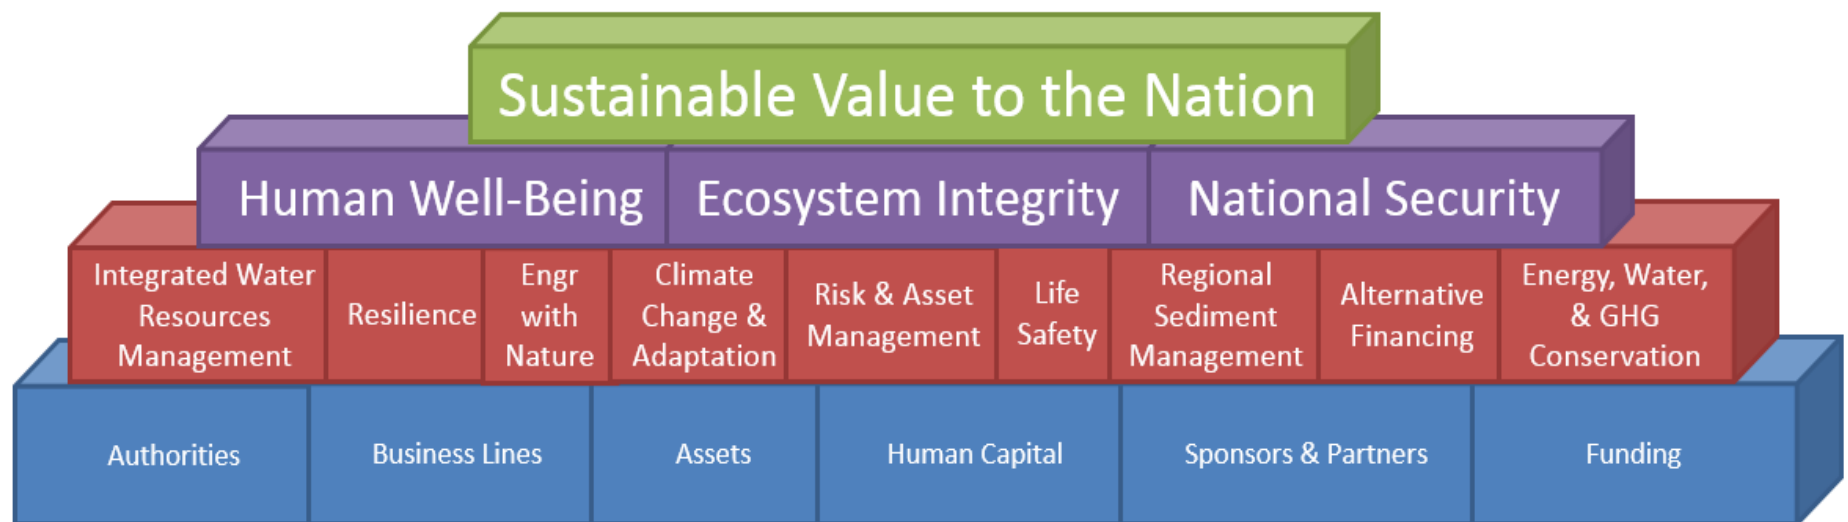 Sustainable Value to the Nation
Human Well-Being
Ecosystem Integrity
National Security
Integrated Water
Resources
Management
Resilience
Engr
with
Nature
Climate
Change &
Adaptation
Risk & Asset
Management
Life
Safety
Regional
Sediment
Management
Alternative
Financing
Energy, Water,
& GHG
Conservation
Authorities
Business Lines
Assets
Human Capital
Sponsors & Partners
Funding